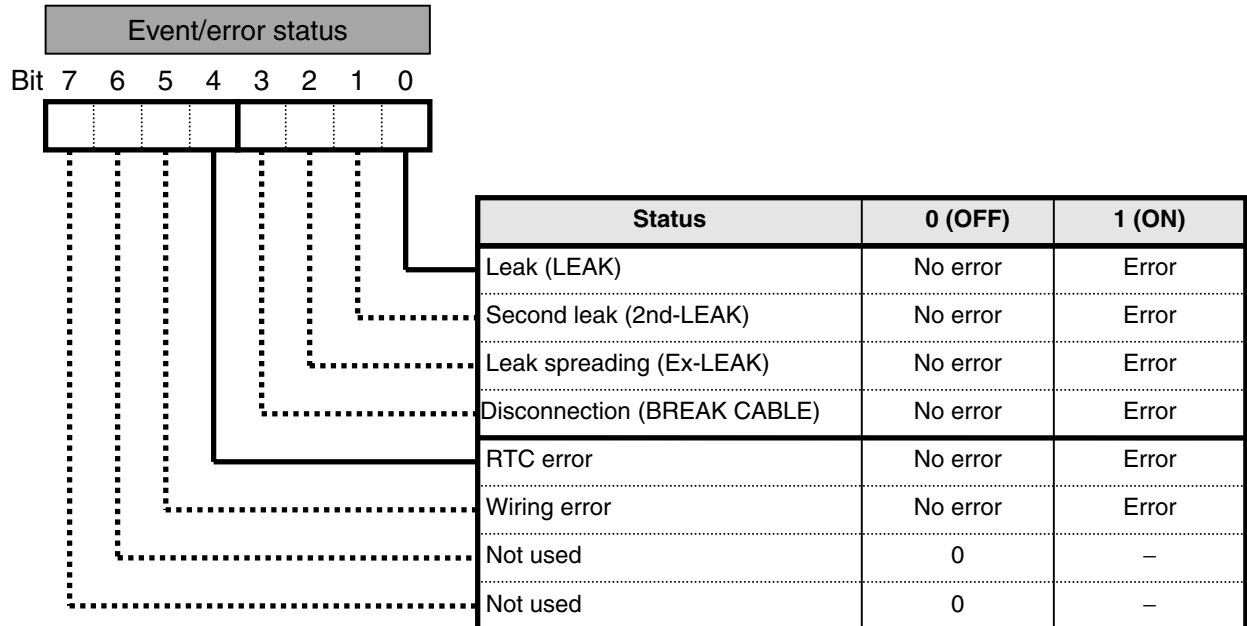 Event/error status
Bit 7 6 5 4 3 2 1 0
Status 0 (OFF) 1 (ON)
Leak (LEAK) No error Error
Second leak (2nd-LEAK) No error Error
Leak spreading (Ex-LEAK) No error Error
Disconnection (BREAK CABLE) No error Error
RTC error No error Error
Wiring error No error Error
Not used 0 –
Not used 0 –